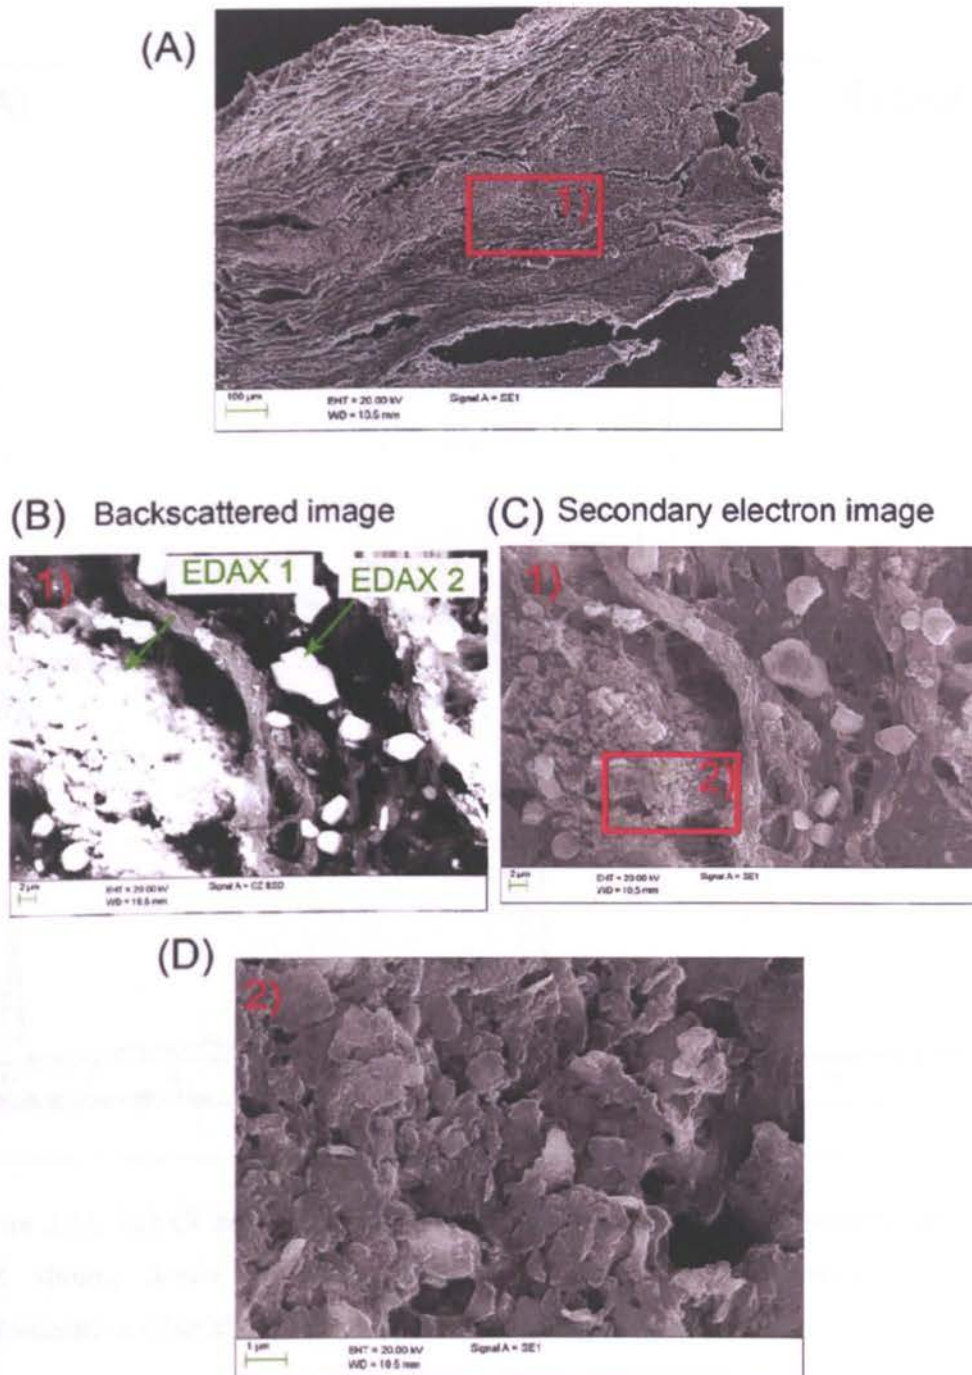 (A)
1)
100 µm
EHT = 20.00 kV
Signal A = SE1
WD = 10.5 mm
(B) Backscattered image
1)
EDAX 1
EDAX 2
2 µm
EHT = 20.00 kV
Signal A = CZ BSD
WD = 10.5 mm
(C) Secondary electron image
1)
2)
2 µm
EHT = 20.00 kV
Signal A = SE1
WD = 10.5 mm
(D)
2)
1 µm
EHT = 20.00 kV
Signal A = SE1
WD = 10.5 mm